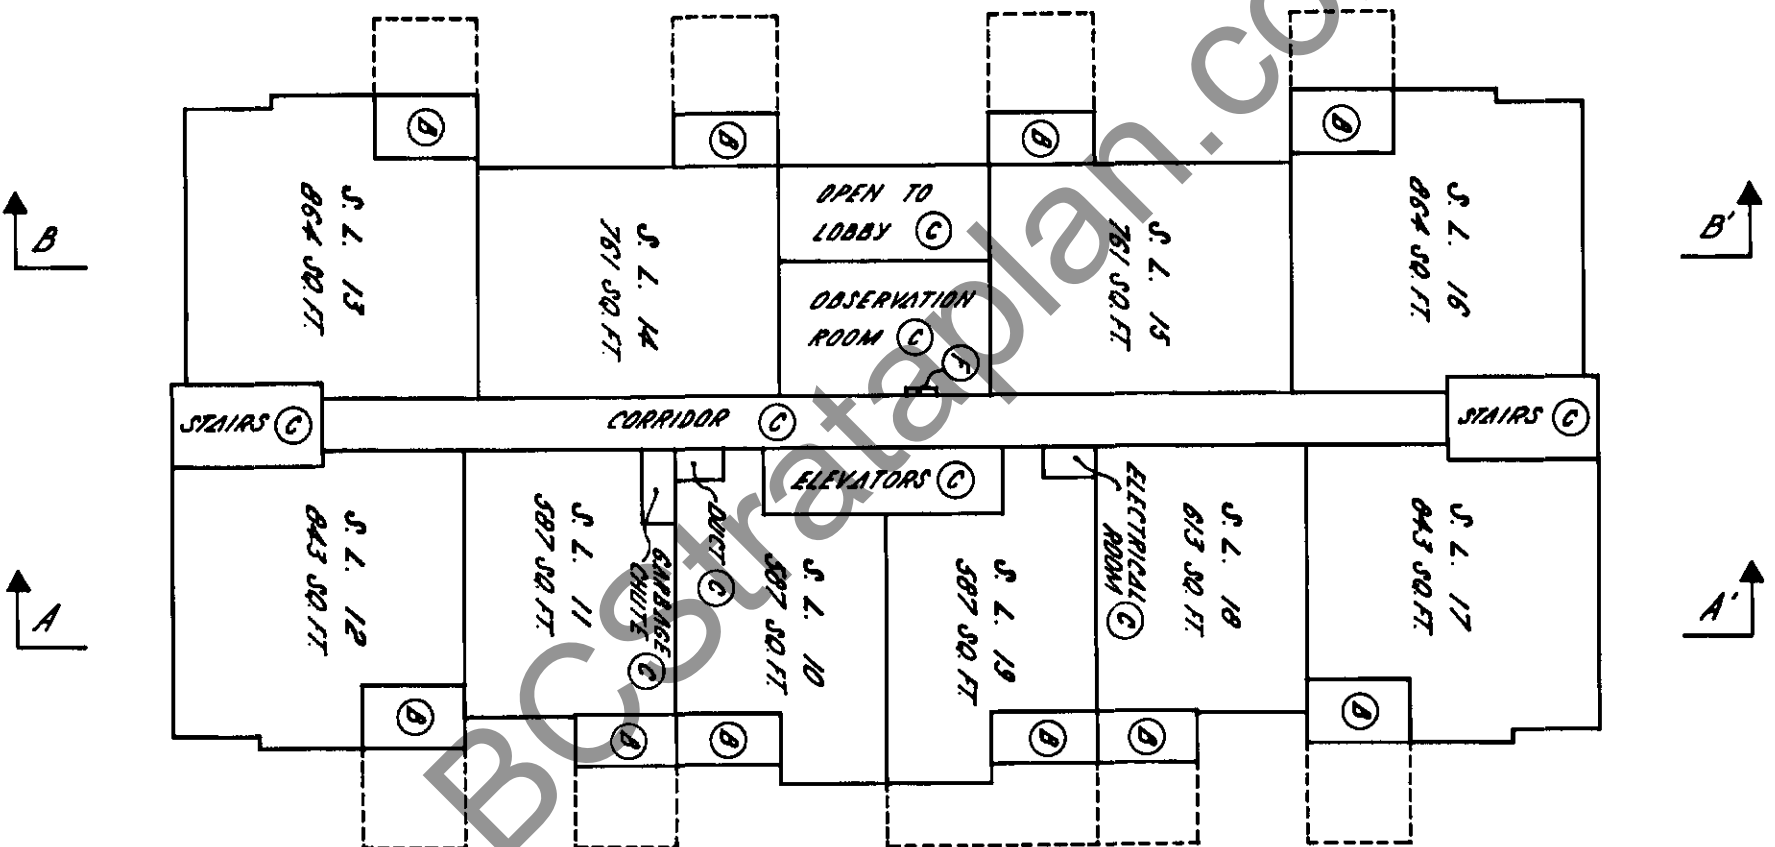 B
B
B
B
S. L. 13
864 SQ. FT.
S. L. 14
761 SQ. FT.
OPEN TO
LOBBY C
OBSERVATION
ROOM C
F
S. L. 15
761 SQ. FT.
S. L. 16
864 SQ. FT.
B
B'
STAIRS C
CORRIDOR C
STAIRS C
ELEVATORS C
S. L. 12
843 SQ. FT.
S. L. 11
587 SQ. FT.
GARBAGE
CHUTE C
DUCT C
S. L. 10
587 SQ. FT.
S. L. 19
587 SQ. FT.
ELECTRICAL
ROOM C
S. L. 18
613 SQ. FT.
S. L. 17
843 SQ. FT.
A
A'
B
B
B
B
B
B
BCStrataplan.co